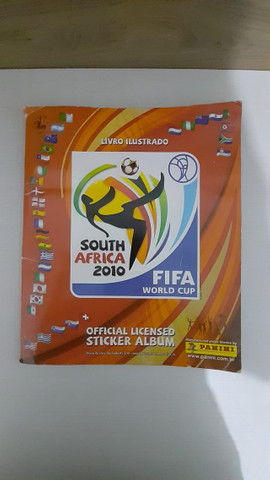 LIVRO ILUSTRADO
SOUTH
AFRICA
2010
FIFA
WORLD CUP
OFFICIAL LICENSED
STICKER ALBUM
PANINI
www.panini.com.br